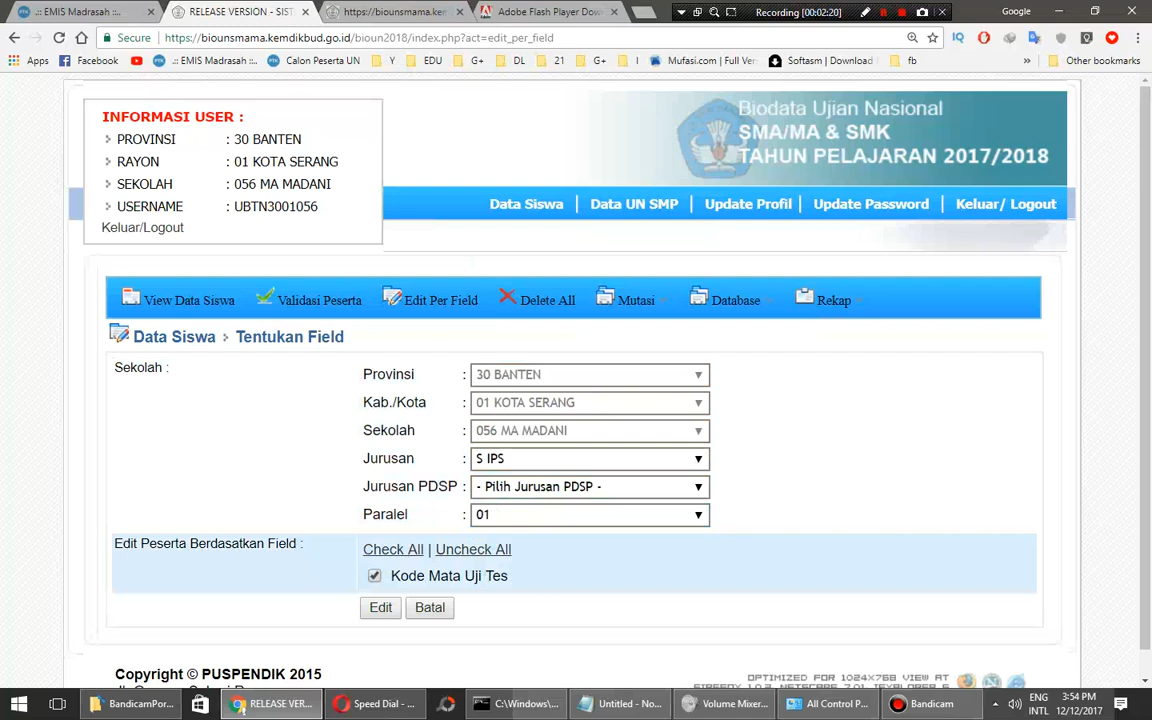 .:: EMIS Madrasah ::.
RELEASE VERSION - SIST
https://biounsmama.kem
Adobe Flash Player Dow
Recording [00:02:20]
Google
Secure | https://biounsmama.kemdikbud.go.id/bioun2018/index.php?act=edit_per_field
Apps
Facebook
.:: EMIS Madrasah ::.
Calon Peserta UN
Y
EDU
G+
DL
21
G+
I
Mufasi.com | Full Ver
Softasm | Download
fb
»
Other bookmarks
INFORMASI USER :
PROVINSI : 30 BANTEN
RAYON : 01 KOTA SERANG
SEKOLAH : 056 MA MADANI
USERNAME : UBTN3001056
Keluar/Logout
Biodata Ujian Nasional
SMA/MA & SMK
TAHUN PELAJARAN 2017/2018
Data Siswa | Data UN SMP | Update Profil | Update Password | Keluar/ Logout
View Data Siswa
Validasi Peserta
Edit Per Field
Delete All
Mutasi
Database
Rekap
Data Siswa > Tentukan Field
Sekolah :
Provinsi : 30 BANTEN
Kab./Kota : 01 KOTA SERANG
Sekolah : 056 MA MADANI
Jurusan : S IPS
Jurusan PDSP : - Pilih Jurusan PDSP -
Paralel : 01
Edit Peserta Berdasatkan Field :
Check All | Uncheck All
Kode Mata Uji Tes
Edit
Batal
Copyright © PUSPENDIK 2015
OPTIMIZED FOR 1024X768 VIEW
BandicamPor...
RELEASE VER...
Speed Dial - ...
C:\Windows\...
Untitled - No...
Volume Mixer...
All Control P...
Bandicam
ENG
INTL
3:54 PM
12/12/2017